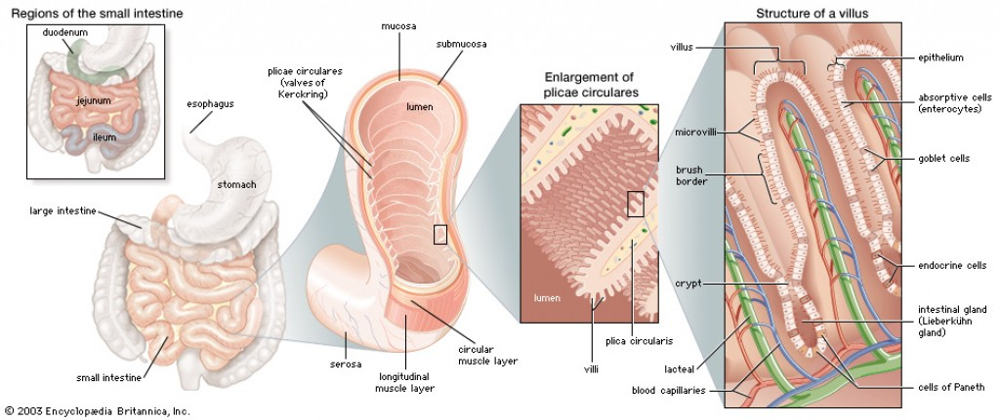 Regions of the small intestine
duodenum
jejunum
ileum
esophagus
stomach
large intestine
small intestine
© 2003 Encyclopædia Britannica, Inc.
mucosa
submucosa
plicae circulares
(valves of
Kerckring)
lumen
serosa
longitudinal
muscle layer
circular
muscle layer
Enlargement of
plicae circulares
lumen
villi
plica circularis
Structure of a villus
villus
microvilli
brush
border
crypt
lacteal
blood capillaries
epithelium
absorptive cells
(enterocytes)
goblet cells
endocrine cells
intestinal gland
(Lieberkühn
gland)
cells of Paneth